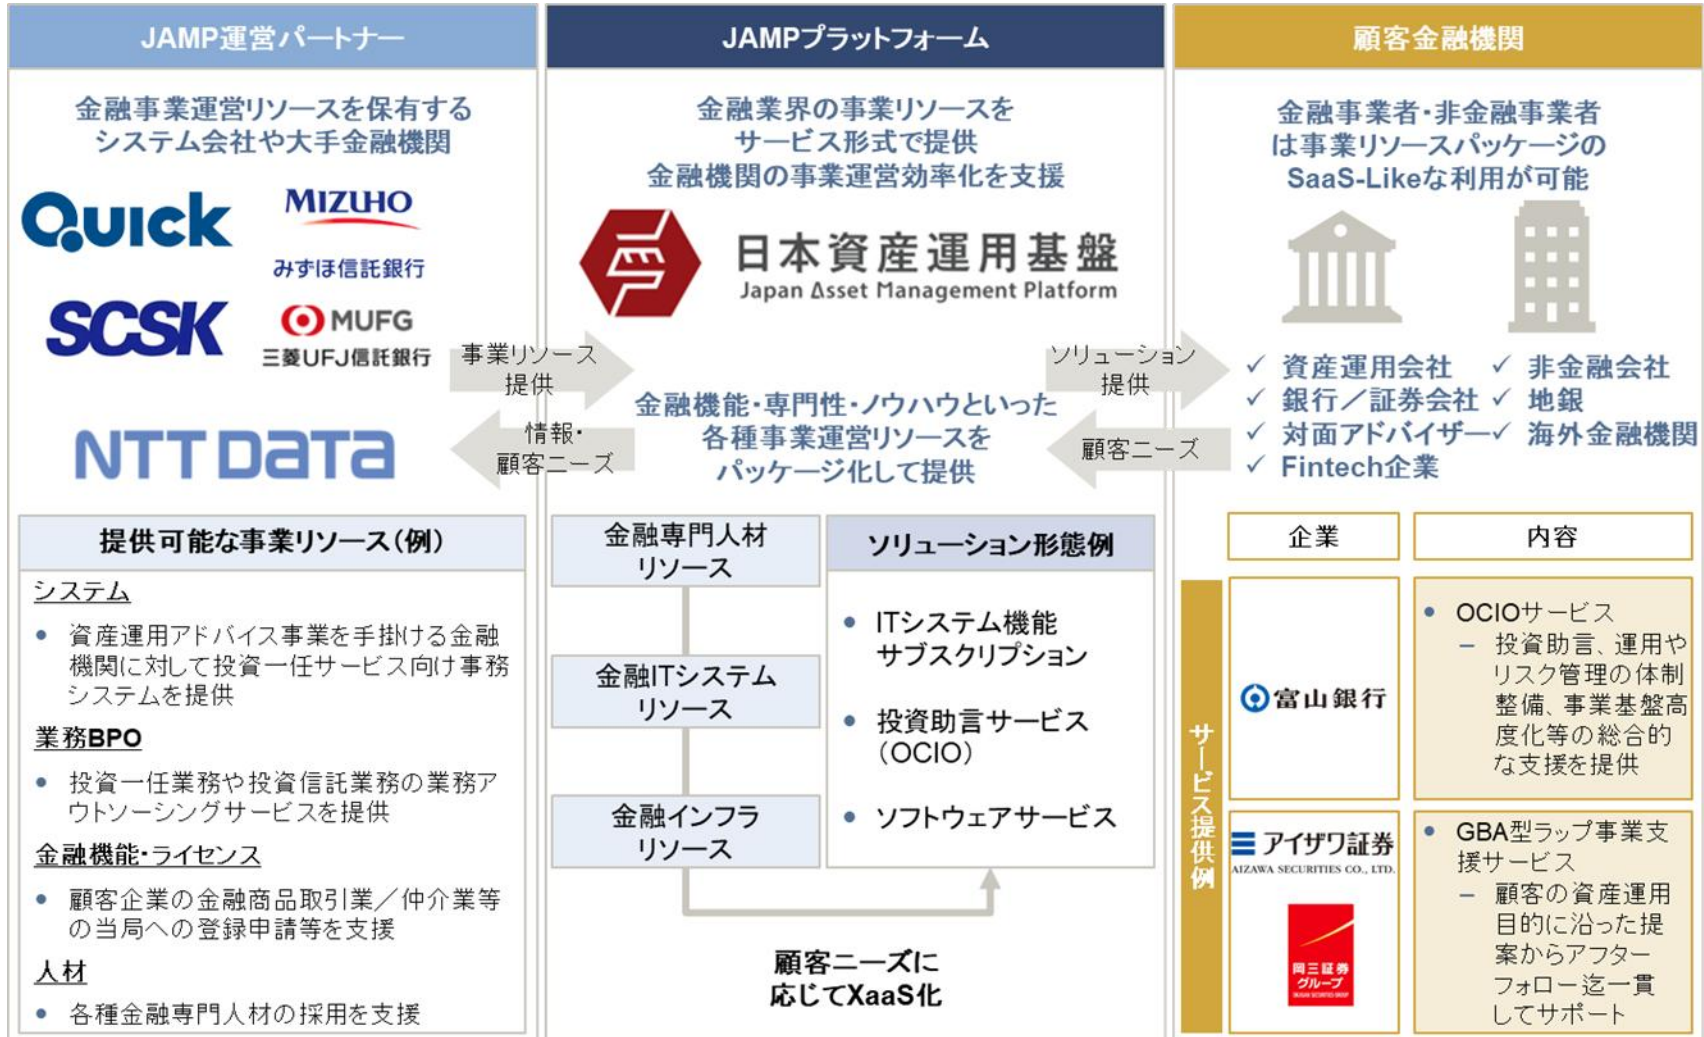 JAMP運営パートナー
金融事業運営リソースを保有する
システム会社や大手金融機関
QUICK
MIZUHO
みずほ信託銀行
SCSK
MUFG
三菱UFJ信託銀行
NTT DATA
事業リソース
提供
情報・
顧客ニーズ
提供可能な事業リソース(例)
システム
• 資産運用アドバイス事業を手掛ける金融
機関に対して投資一任サービス向け事務
システムを提供
業務BPO
• 投資一任業務や投資信託業務の業務ア
ウトソーシングサービスを提供
金融機能・ライセンス
• 顧客企業の金融商品取引業/仲介業等
の当局への登録申請等を支援
人材
• 各種金融専門人材の採用を支援
JAMPプラットフォーム
金融業界の事業リソースを
サービス形式で提供
金融機関の事業運営効率化を支援
日本資産運用基盤
Japan Asset Management Platform
金融機能・専門性・ノウハウといった
各種事業運営リソースを
パッケージ化して提供
ソリューション
提供
顧客ニーズ
金融専門人材
リソース
金融ITシステム
リソース
金融インフラ
リソース
ソリューション形態例
• ITシステム機能
サブスクリプション
• 投資助言サービス
(OCIO)
• ソフトウェアサービス
顧客ニーズに
応じてXaaS化
顧客金融機関
金融事業者・非金融事業者
は事業リソースパッケージの
SaaS-Likeな利用が可能
✓ 資産運用会社
✓ 銀行/証券会社
✓ 対面アドバイザー
✓ Fintech企業
✓ 非金融会社
✓ 地銀
✓ 海外金融機関
企業
内容
サービス提供例
富山銀行
• OCIOサービス
– 投資助言、運用や
リスク管理の体制
整備、事業基盤高
度化等の総合的
な支援を提供
アイザワ証券
AIZAWA SECURITIES CO., LTD.
岡三証券
グループ
• GBA型ラップ事業支
援サービス
– 顧客の資産運用
目的に沿った提
案からアフター
フォロー迄一貫
してサポート